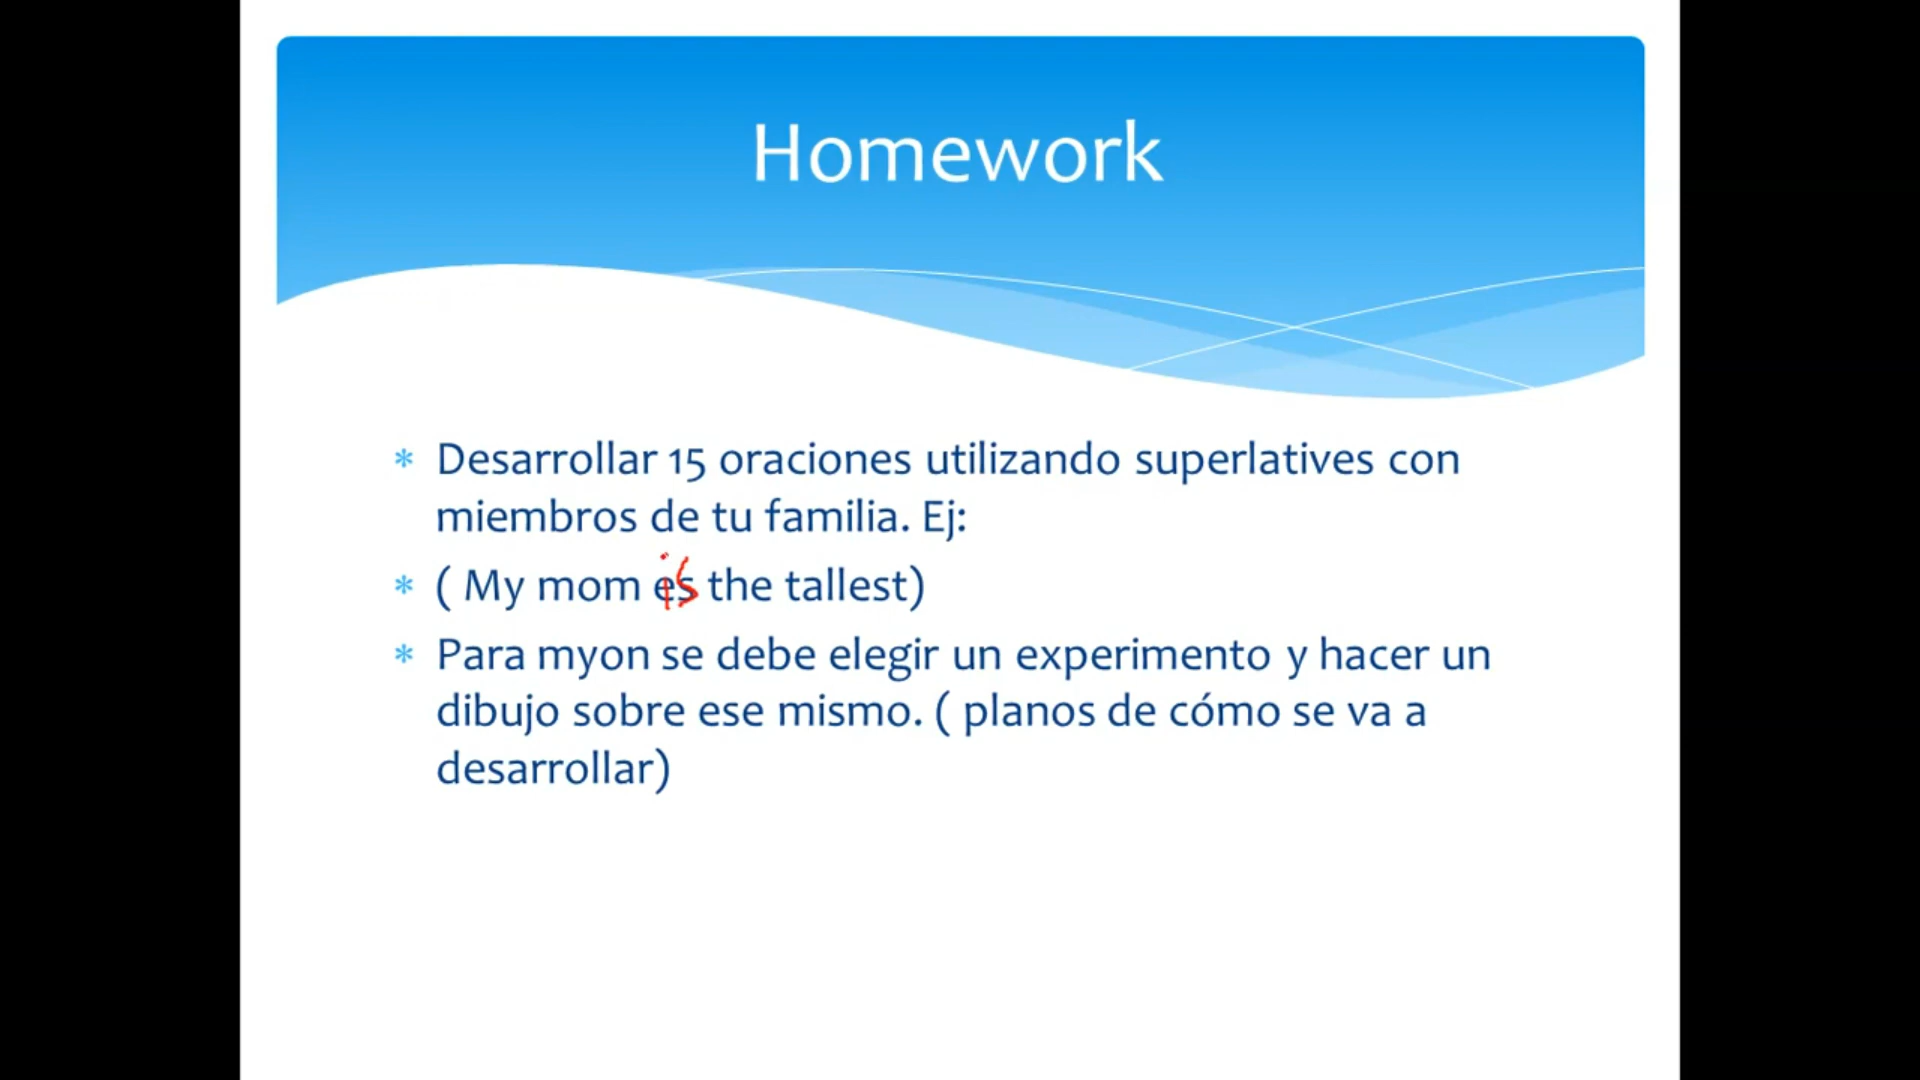 Homework
* Desarrollar 15 oraciones utilizando superlatives con
miembros de tu familia. Ej:
* ( My mom is the tallest)
* Para myon se debe elegir un experimento y hacer un
dibujo sobre ese mismo. ( planos de cómo se va a
desarrollar)